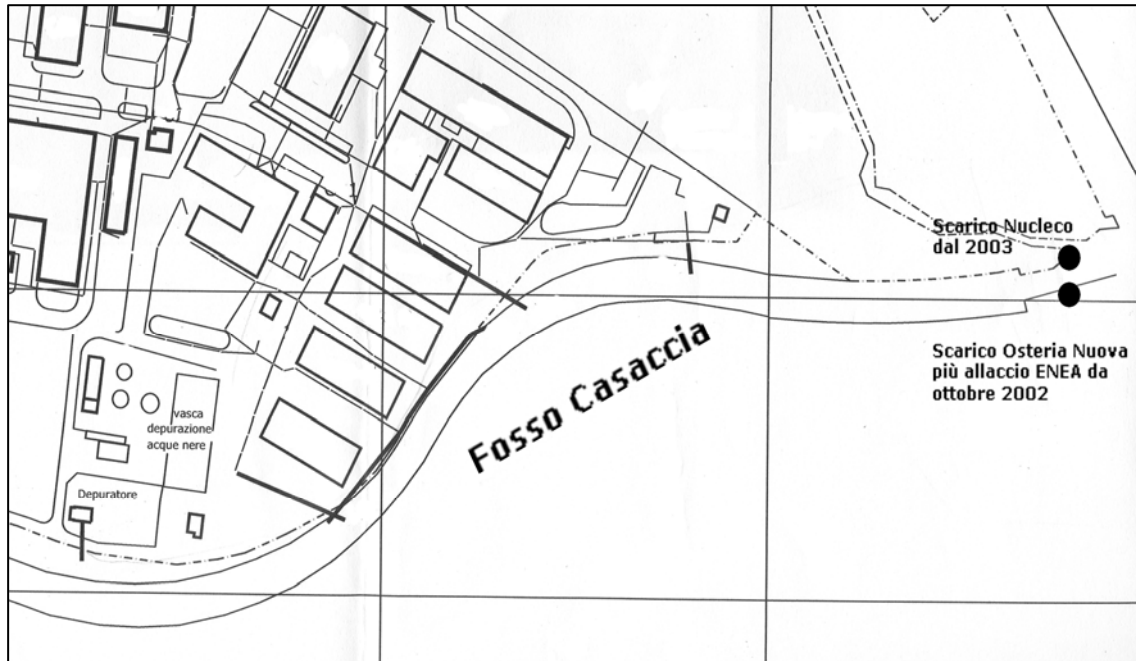 Scarico Nucleco
dal 2003
Scarico Osteria Nuova
più allaccio ENEA da
ottobre 2002
Fosso Casaccia
vasca
depurazione
acque nere
Depuratore